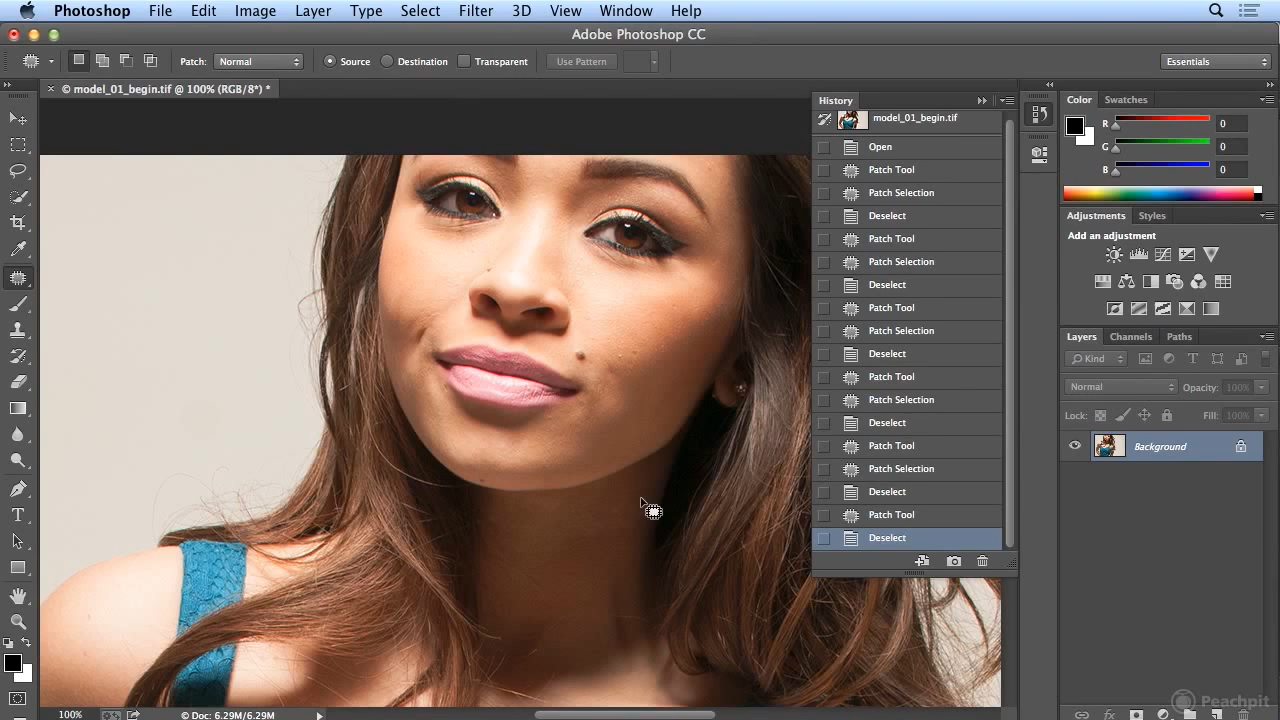 Photoshop File Edit Image Layer Type Select Filter 3D View Window Help
Adobe Photoshop CC
Patch: Normal Source Destination Transparent Use Pattern Essentials
× © model_01_begin.tif @ 100% (RGB/8*) *
History
model_01_begin.tif
Open
Patch Tool
Patch Selection
Deselect
Patch Tool
Patch Selection
Deselect
Patch Tool
Patch Selection
Deselect
Patch Tool
Patch Selection
Deselect
Patch Tool
Patch Selection
Deselect
Patch Tool
Deselect
Color Swatches
R 0
G 0
B 0
Adjustments Styles
Add an adjustment
Layers Channels Paths
Kind
Normal Opacity: 100%
Lock: Fill: 100%
Background
100% © Doc: 6.29M/6.29M
Peachpit